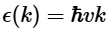 ϵ(k) = ℏvk